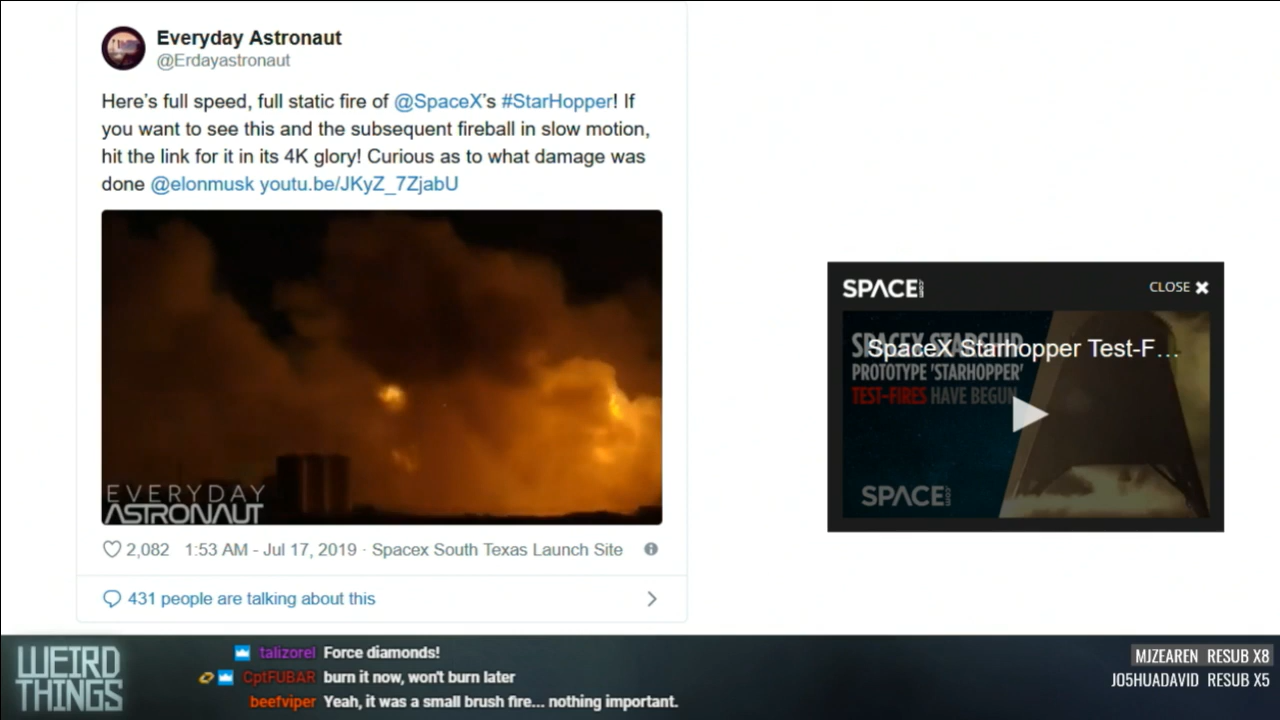 Everyday Astronaut
@Erdayastronaut
Here's full speed, full static fire of @SpaceX's #StarHopper! If
you want to see this and the subsequent fireball in slow motion,
hit the link for it in its 4K glory! Curious as to what damage was
done @elonmusk youtu.be/JKyZ_7ZjabU
EVERYDAY
ASTRONAUT
2,082 1:53 AM - Jul 17, 2019 · Spacex South Texas Launch Site
431 people are talking about this
SPACE.COM
CLOSE ✖
SpaceX Starhopper Test-F…
SPACEX STARSHIP
PROTOTYPE 'STARHOPPER'
TEST-FIRES HAVE BEGUN
SPACE.COM
WEIRD
THINGS
talizorel Force diamonds!
CptFUBAR burn it now, won't burn later
beefviper Yeah, it was a small brush fire... nothing important.
MJZEAREN RESUB X8
JO5HUADAVID RESUB X5